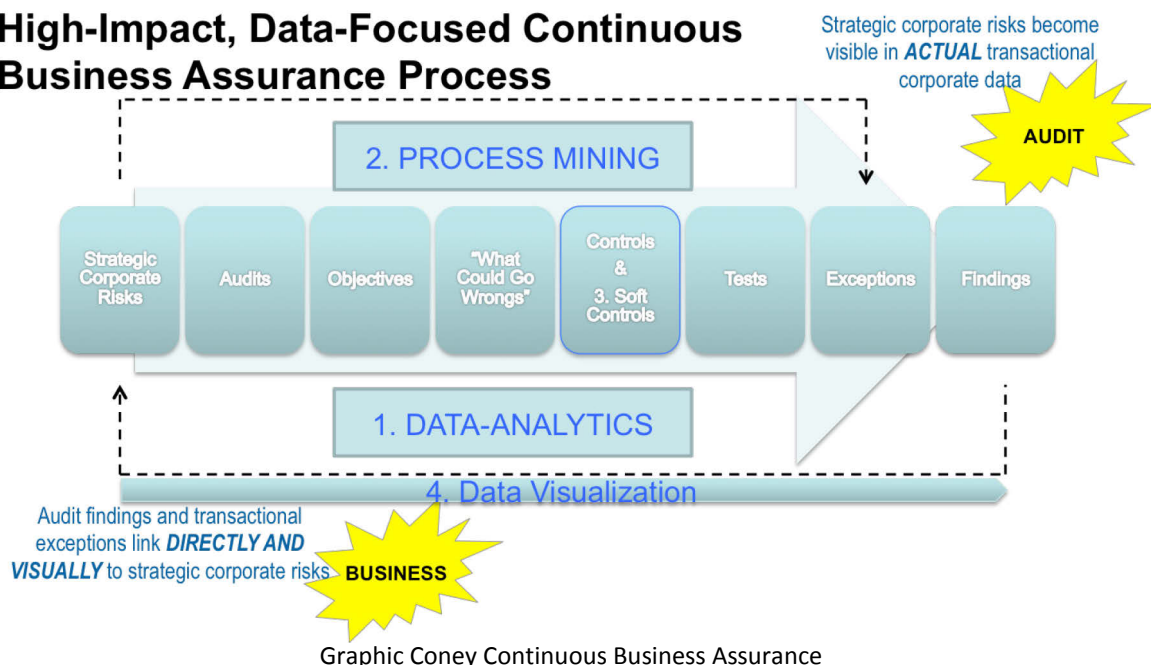 High-Impact, Data-Focused Continuous
Business Assurance Process
Strategic corporate risks become
visible in ACTUAL transactional
corporate data
AUDIT
2. PROCESS MINING
Strategic
Corporate
Risks
Audits
Objectives
"What
Could Go
Wrongs"
Controls
&
3. Soft
Controls
Tests
Exceptions
Findings
1. DATA-ANALYTICS
4. Data Visualization
Audit findings and transactional
exceptions link DIRECTLY AND
VISUALLY to strategic corporate risks
BUSINESS
Graphic Coney Continuous Business Assurance